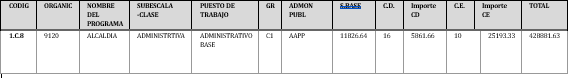 CODIG ORGANIC NOMBRE DEL PROGRAMA SUBESCALA -CLASE PUESTO DE TRABAJO GR ADMON PUBL S.BASE C.D. Importe CD C.E. Importe CE TOTAL
1.C.8 9120 ALCALDIA ADMINISTRTIVA ADMINISTRATIVO BASE C1 AAPP 11826.64 16 5861.66 10 25193.33 428881.63